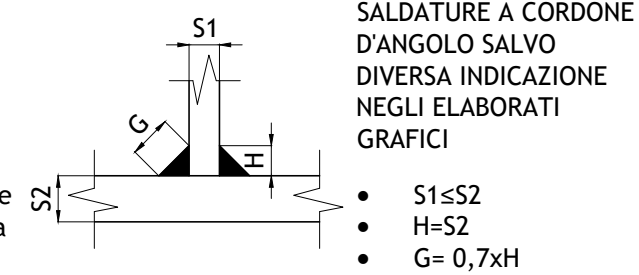 SALDATURE A CORDONE
D'ANGOLO SALVO
DIVERSA INDICAZIONE
NEGLI ELABORATI
GRAFICI
S1
G
H
S2
e
a
• S1≤S2
• H=S2
• G= 0,7xH